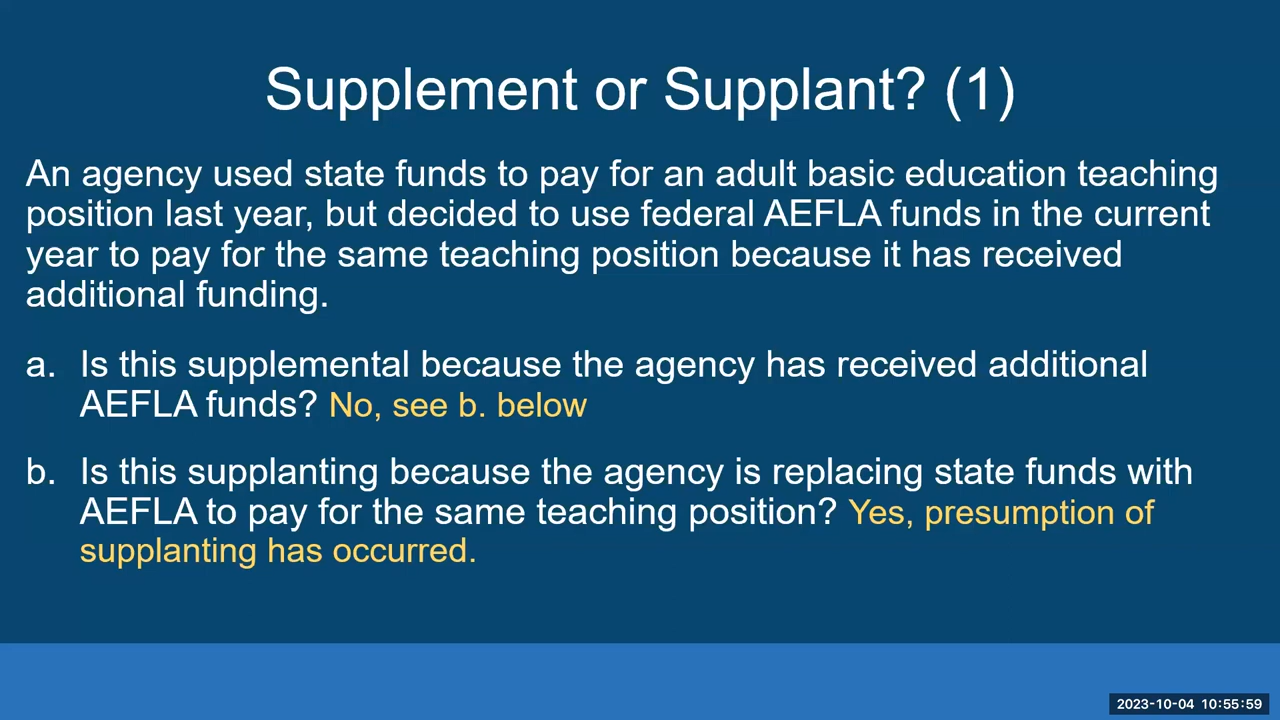 Supplement or Supplant? (1)
An agency used state funds to pay for an adult basic education teaching
position last year, but decided to use federal AEFLA funds in the current
year to pay for the same teaching position because it has received
additional funding.
a. Is this supplemental because the agency has received additional
AEFLA funds? No, see b. below
b. Is this supplanting because the agency is replacing state funds with
AEFLA to pay for the same teaching position? Yes, presumption of
supplanting has occurred.
2023-10-04 10:55:59